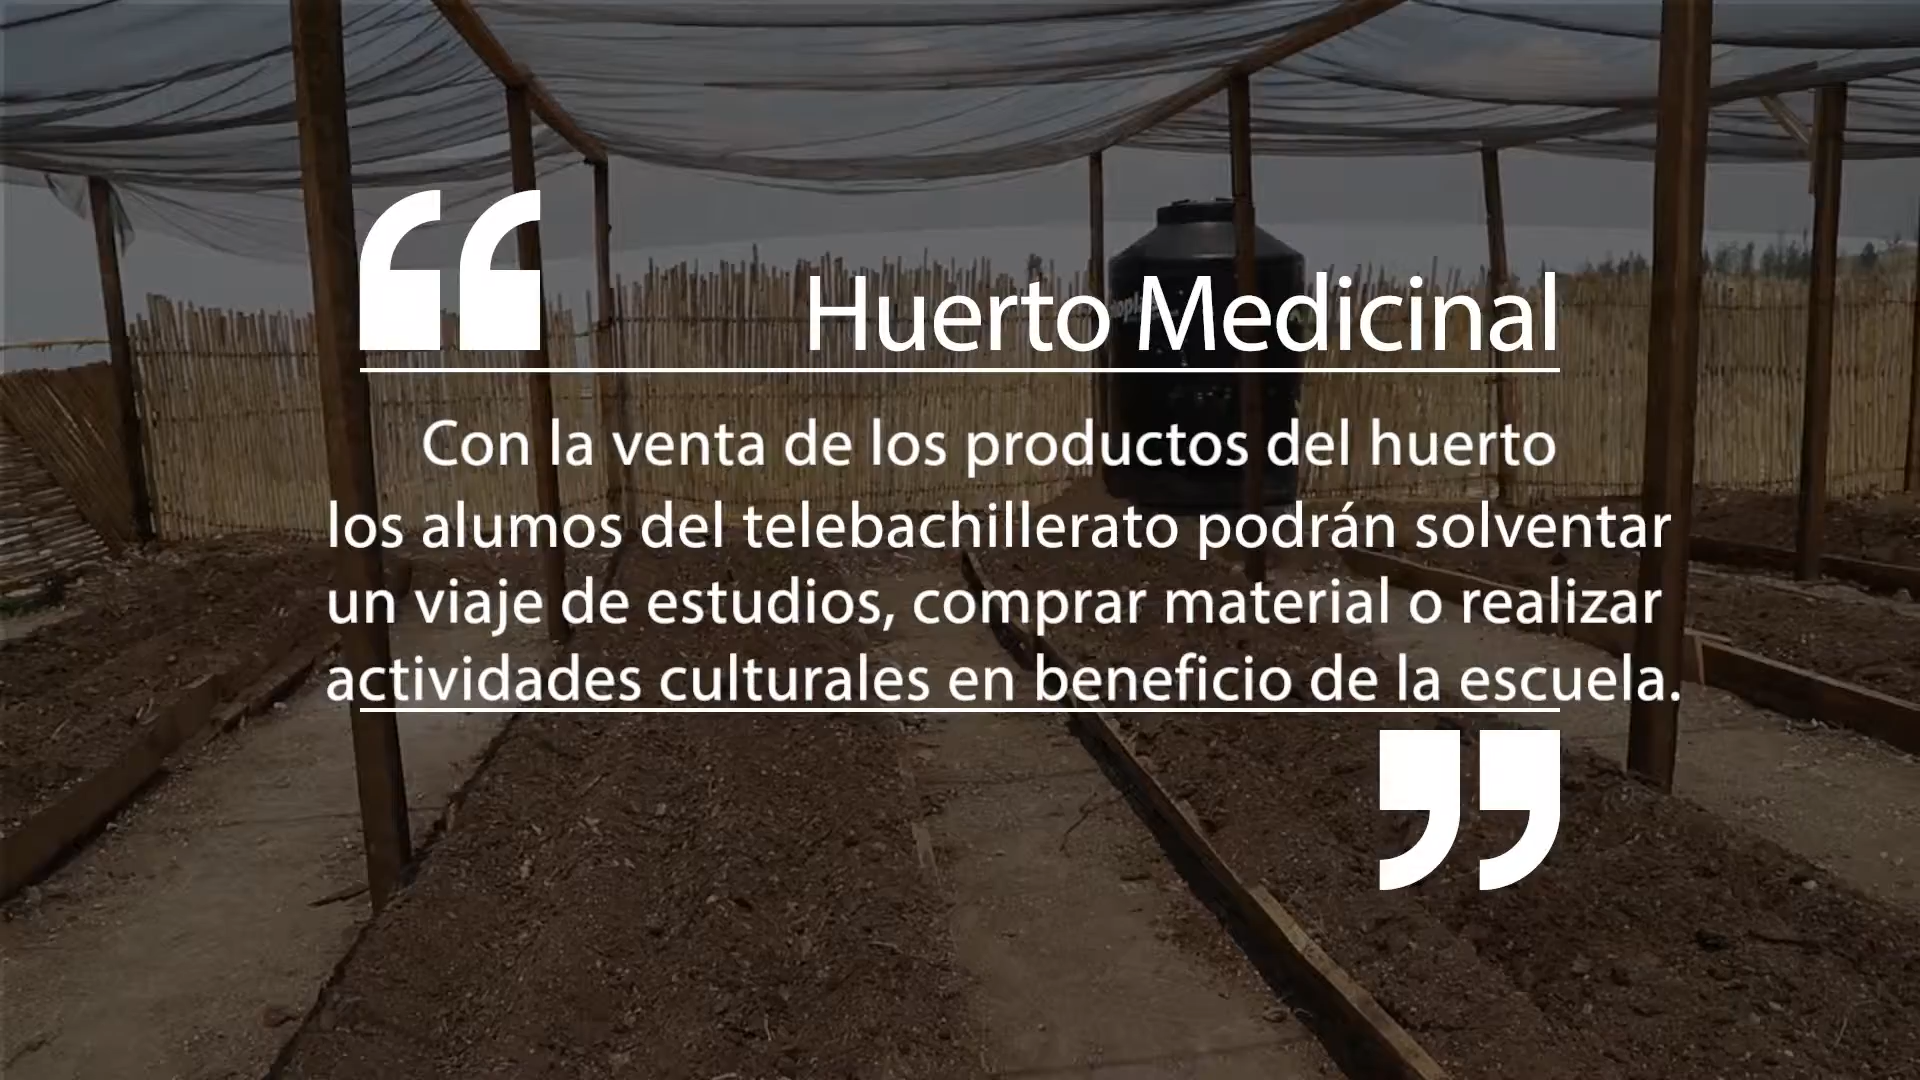 Huerto Medicinal
Con la venta de los productos del huerto
los alumos del telebachillerato podrán solventar
un viaje de estudios, comprar material o realizar
actividades culturales en beneficio de la escuela.